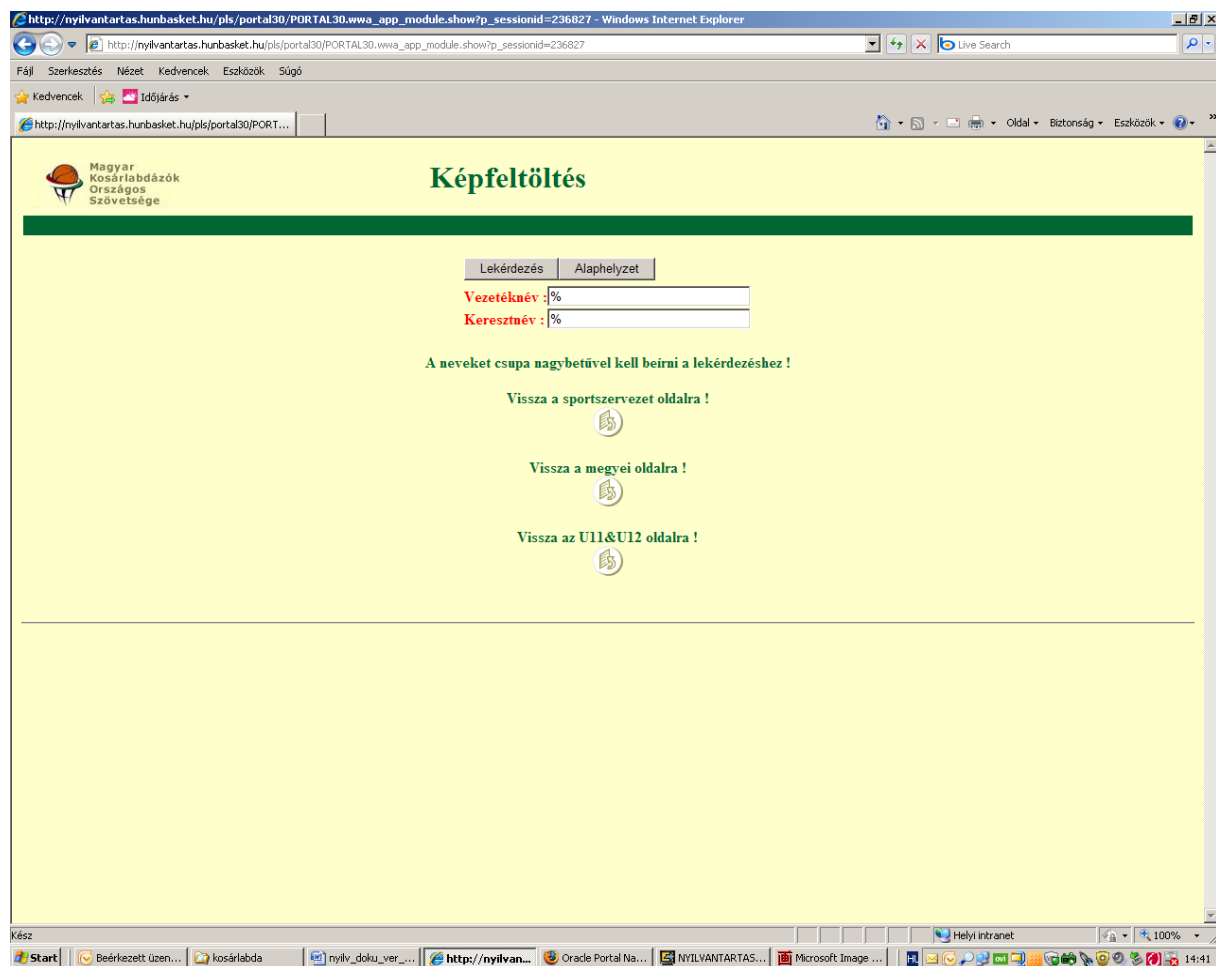 http://nyilvantartas.hunbasket.hu/pls/portal30/PORTAL30.wwa_app_module.show?p_sessionid=236827 - Windows Internet Explorer
http://nyilvantartas.hunbasket.hu/pls/portal30/PORTAL30.wwa_app_module.show?p_sessionid=236827
Live Search
Fájl Szerkesztés Nézet Kedvencek Eszközök Súgó
Kedvencek Időjárás
http://nyilvantartas.hunbasket.hu/pls/portal30/PORT...
Oldal Biztonság Eszközök »
Magyar
Kosárlabdázók
Országos
Szövetsége
Képfeltöltés
Lekérdezés Alaphelyzet
Vezetéknév : %
Keresztnév : %
A neveket csupa nagybetűvel kell beírni a lekérdezéshez !
Vissza a sportszervezet oldalra !
Vissza a megyei oldalra !
Vissza az U11&U12 oldalra !
Kész
Helyi intranet
100%
Start Beérkezett üzen... kosárlabda nyilv_doku_ver_... http://nyilvan... Oracle Portal Na... NYILVANTARTAS... Microsoft Image ... HL 14:41